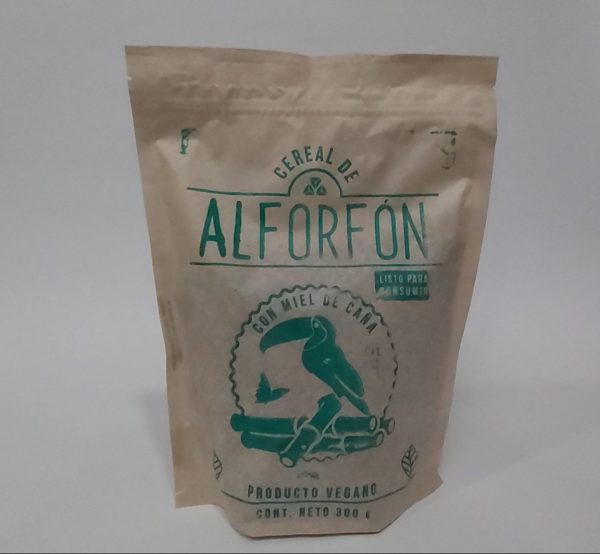 CEREAL DE
ALFORFÓN
LISTO PARA
CONSUMIR
CON MIEL DE CAÑA
PRODUCTO VEGANO
CONT. NETO 300 G